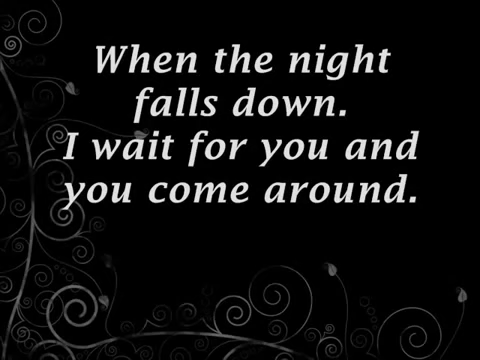 When the night
falls down.
I wait for you and
you come around.